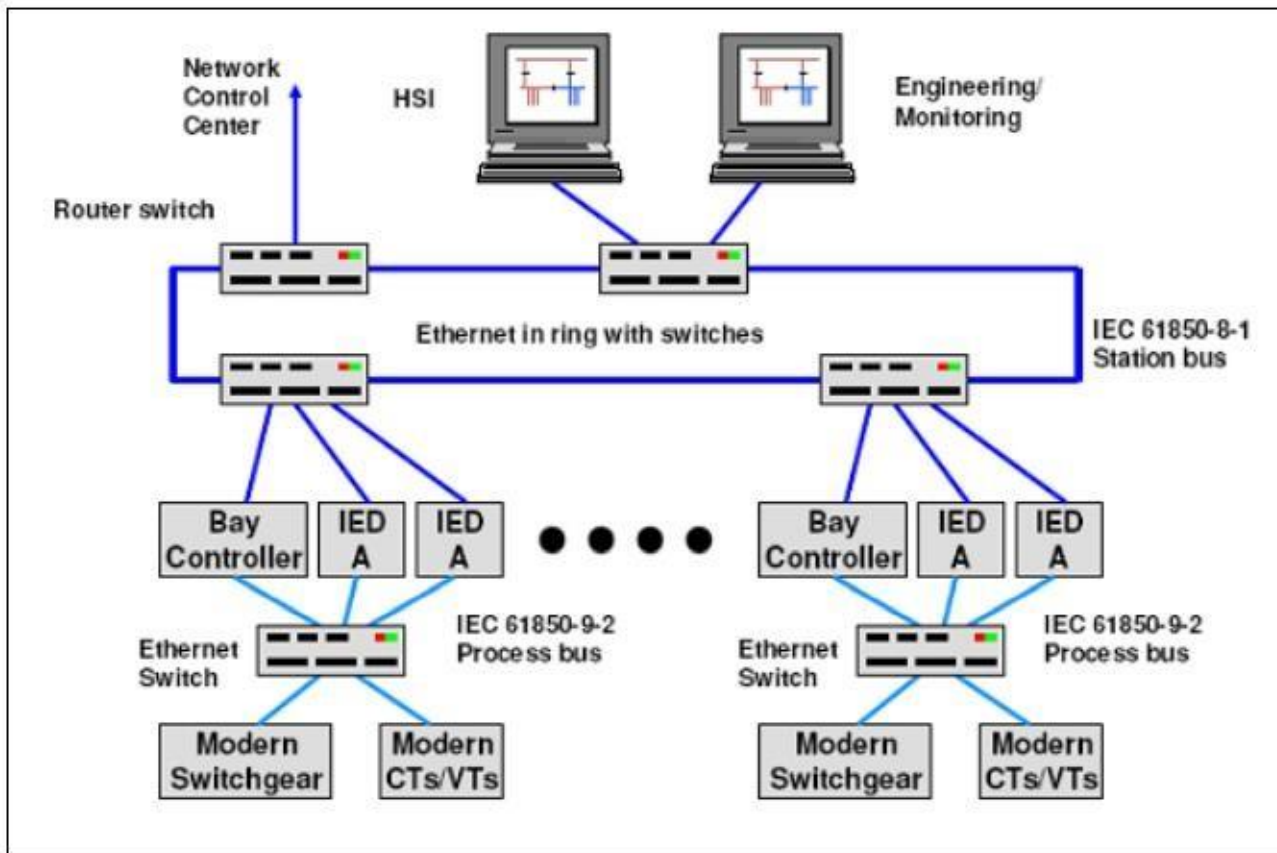 Network
Control
Center
HSI
Engineering/
Monitoring
Router switch
Ethernet in ring with switches
IEC 61850-8-1
Station bus
Bay
Controller
IED
A
IED
A
Bay
Controller
IED
A
IED
A
Ethernet
Switch
IEC 61850-9-2
Process bus
Ethernet
Switch
IEC 61850-9-2
Process bus
Modern
Switchgear
Modern
CTs/VTs
Modern
Switchgear
Modern
CTs/VTs